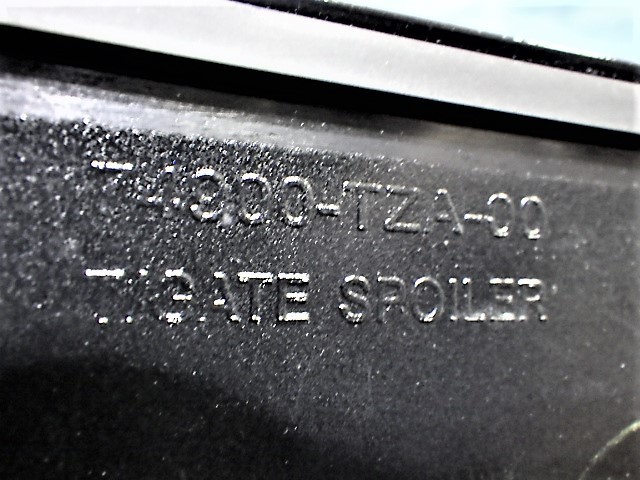 74900-TZA-00
T/GATE SPOILER